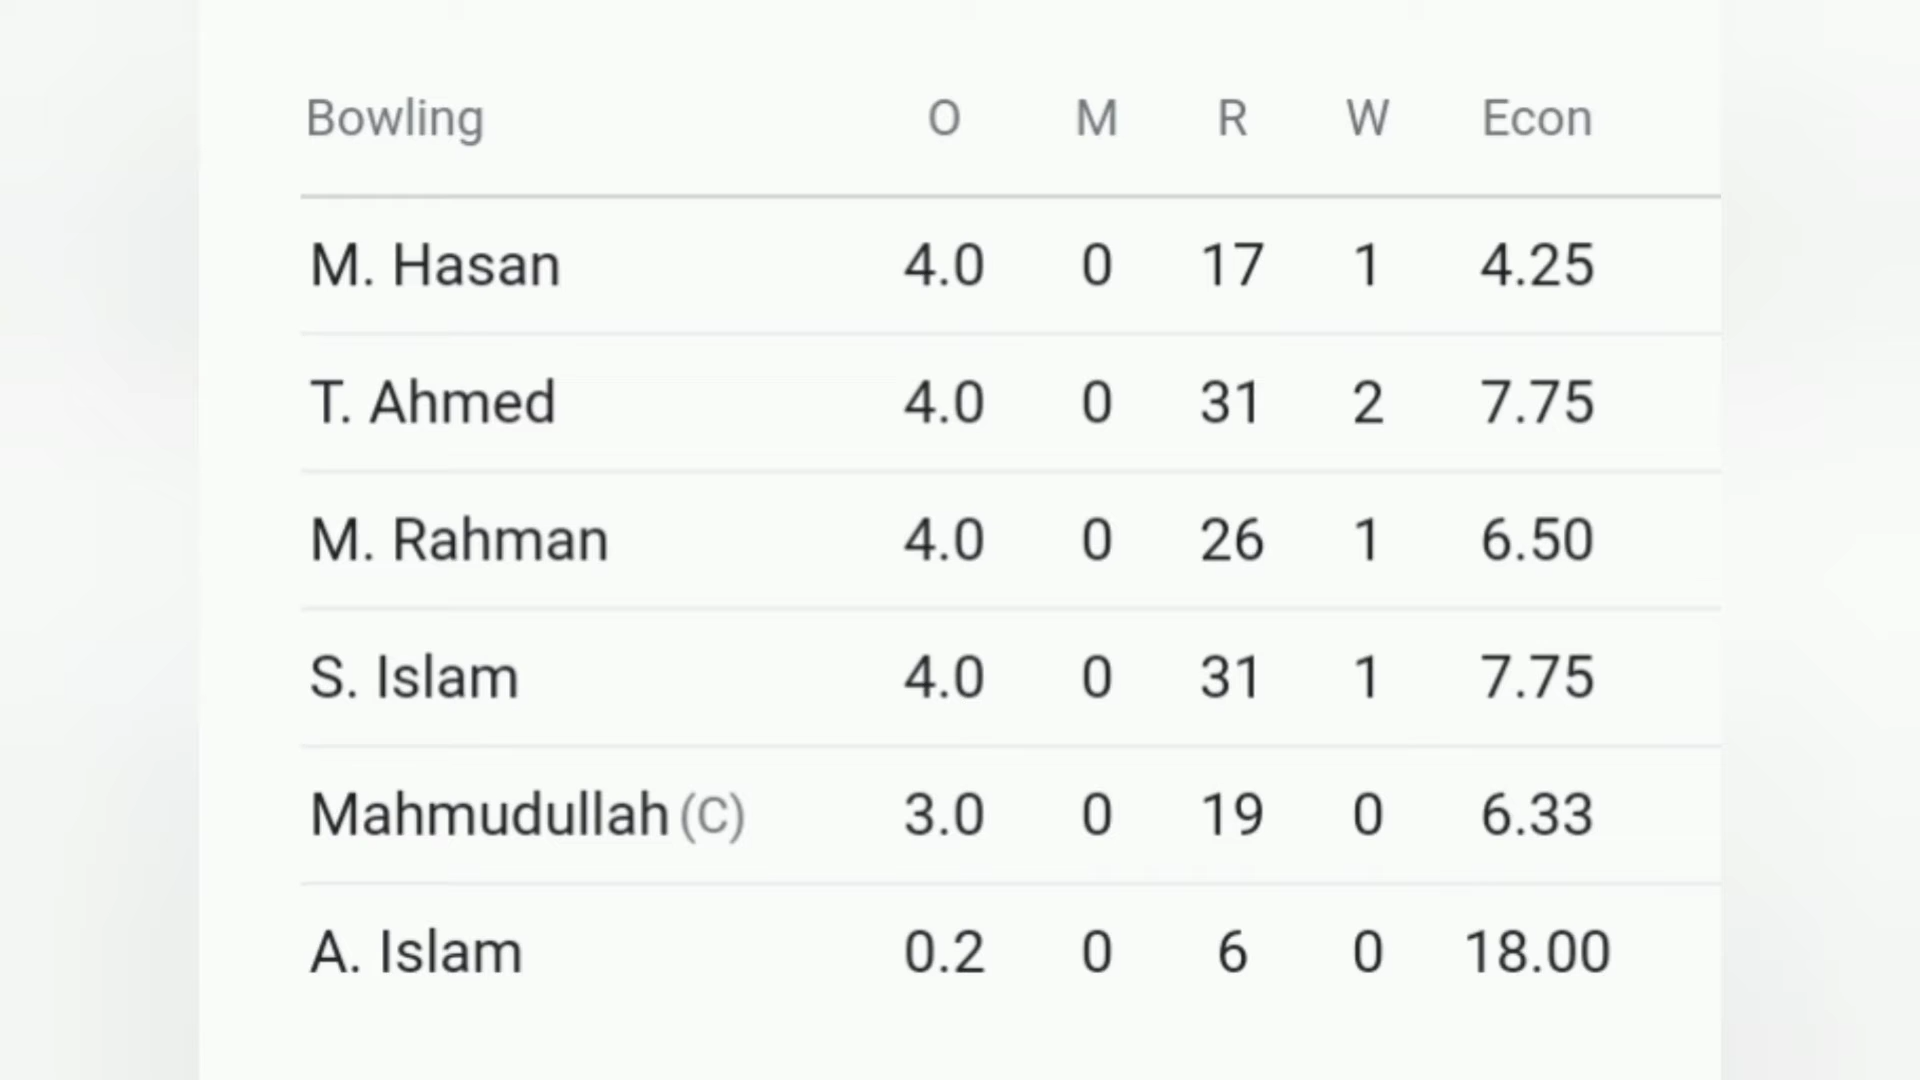 Bowling O M R W Econ
M. Hasan 4.0 0 17 1 4.25
T. Ahmed 4.0 0 31 2 7.75
M. Rahman 4.0 0 26 1 6.50
S. Islam 4.0 0 31 1 7.75
Mahmudullah (C) 3.0 0 19 0 6.33
A. Islam 0.2 0 6 0 18.00